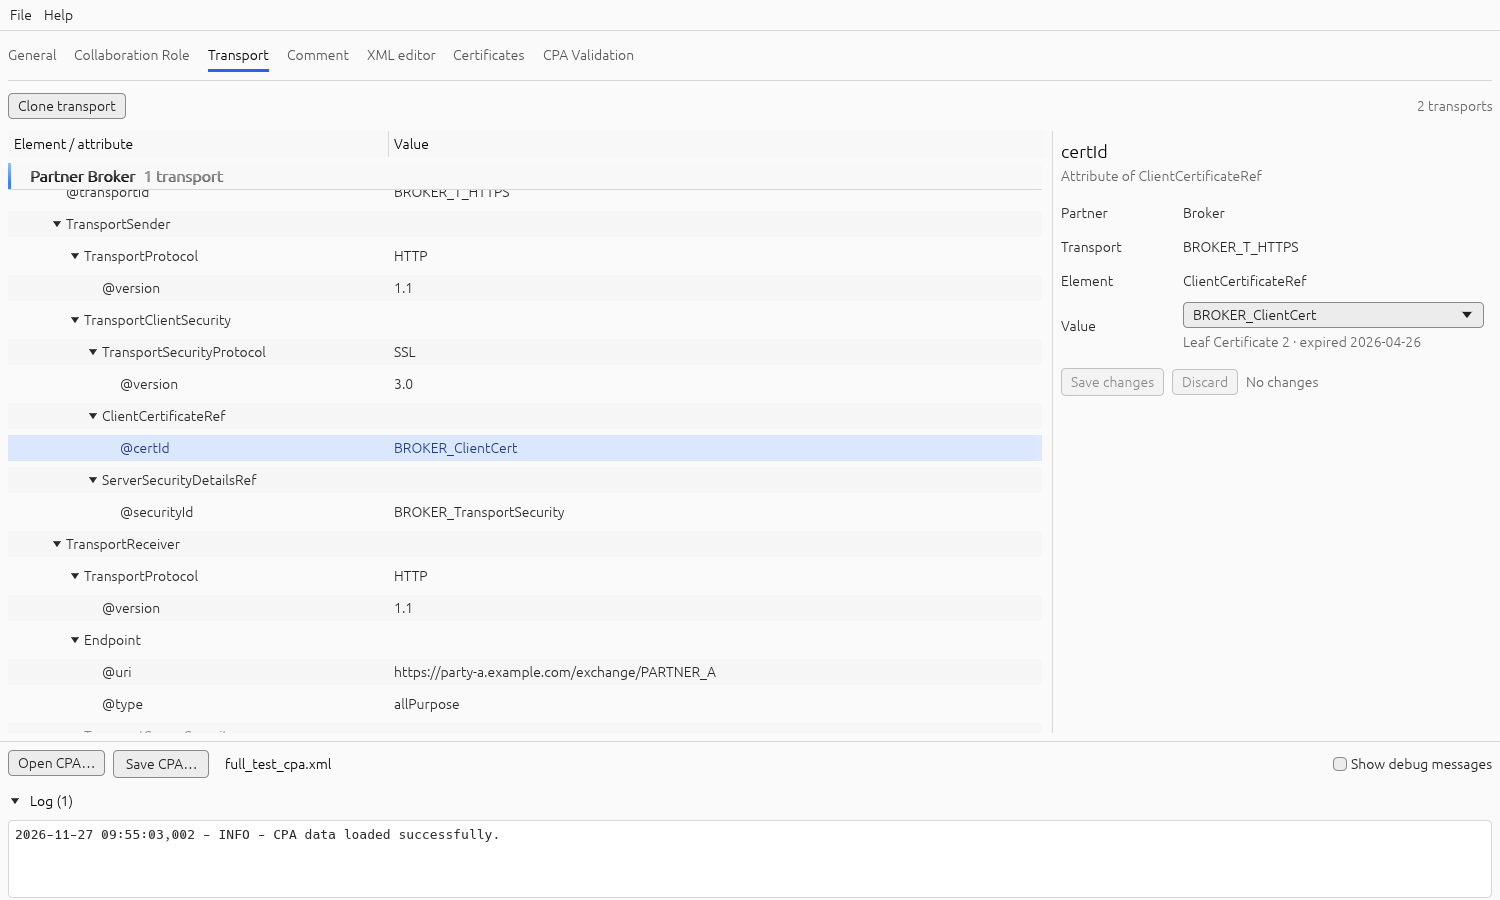 File Help
General Collaboration Role Transport Comment XML editor Certificates CPA Validation
Clone transport 2 transports
Element / attribute Value
Partner Broker 1 transport
@transportId BROKER_T_HTTPS
TransportSender
TransportProtocol HTTP
@version 1.1
TransportClientSecurity
TransportSecurityProtocol SSL
@version 3.0
ClientCertificateRef
@certId BROKER_ClientCert
ServerSecurityDetailsRef
@securityId BROKER_TransportSecurity
TransportReceiver
TransportProtocol HTTP
@version 1.1
Endpoint
@uri https://party-a.example.com/exchange/PARTNER_A
@type allPurpose
certId
Attribute of ClientCertificateRef
Partner Broker
Transport BROKER_T_HTTPS
Element ClientCertificateRef
Value BROKER_ClientCert
Leaf Certificate 2 · expired 2026-04-26
Save changes Discard No changes
Open CPA... Save CPA... full_test_cpa.xml Show debug messages
Log (1)
2026-11-27 09:55:03,002 - INFO - CPA data loaded successfully.